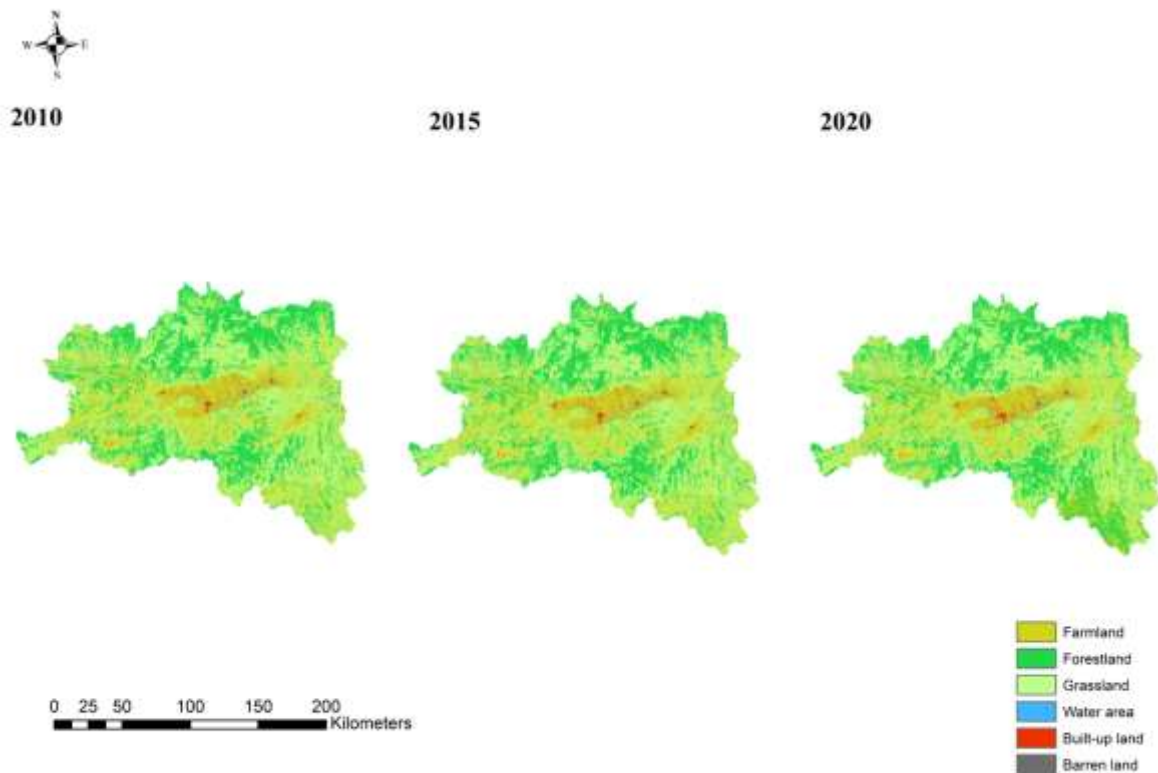 N
W E
S
2010
2015
2020
Farmland
Forestland
Grassland
Water area
Built-up land
Barren land
0 25 50 100 150 200
Kilometers